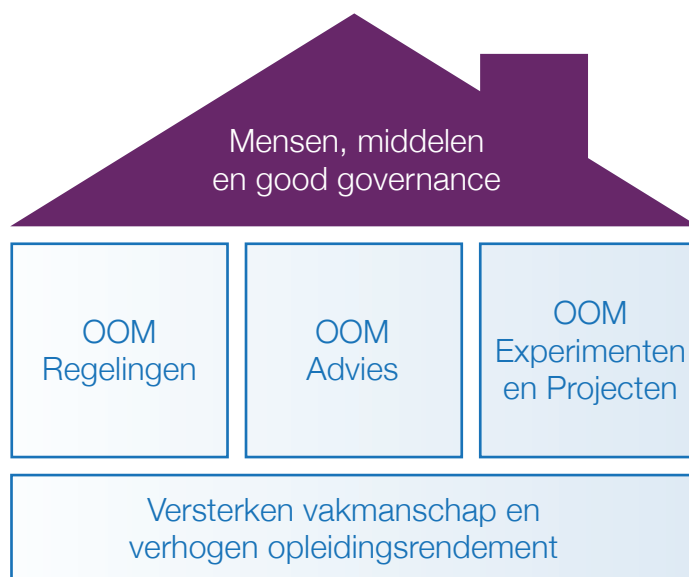 Mensen, middelen
en good governance
OOM
Regelingen
OOM
Advies
OOM
Experimenten
en Projecten
Versterken vakmanschap en
verhogen opleidingsrendement